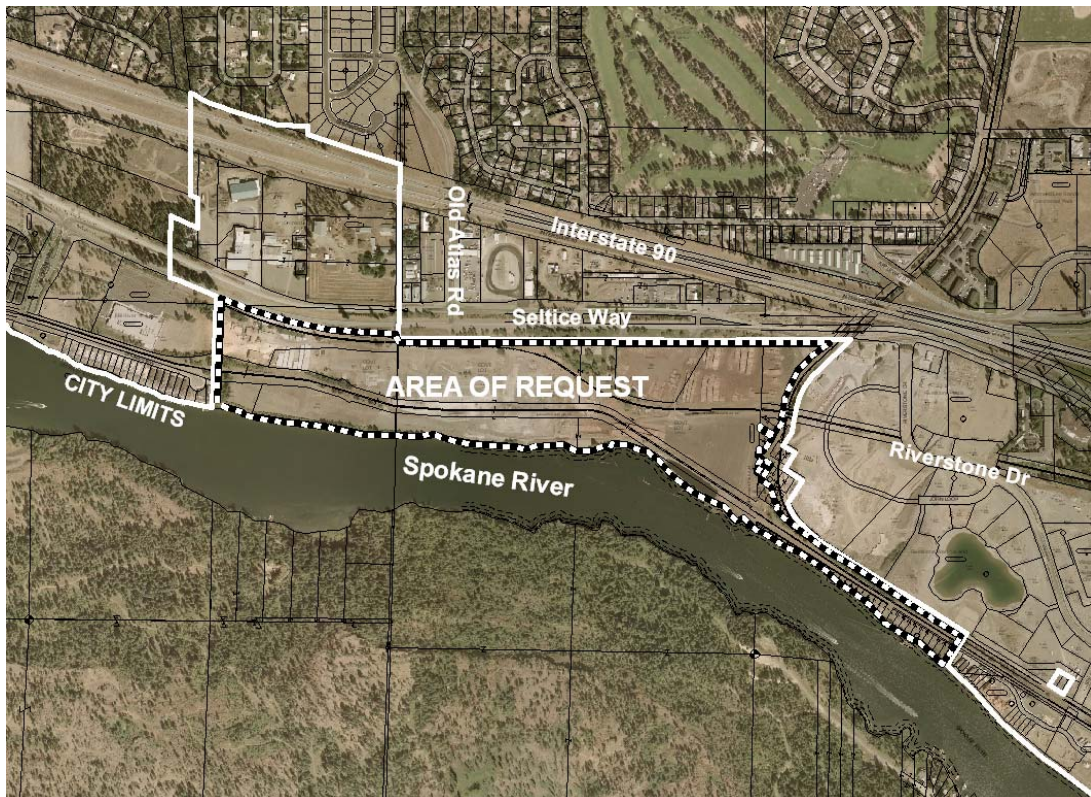 Old Atlas Rd
Interstate 90
Seltice Way
AREA OF REQUEST
CITY LIMITS
Riverstone Dr
Spokane River